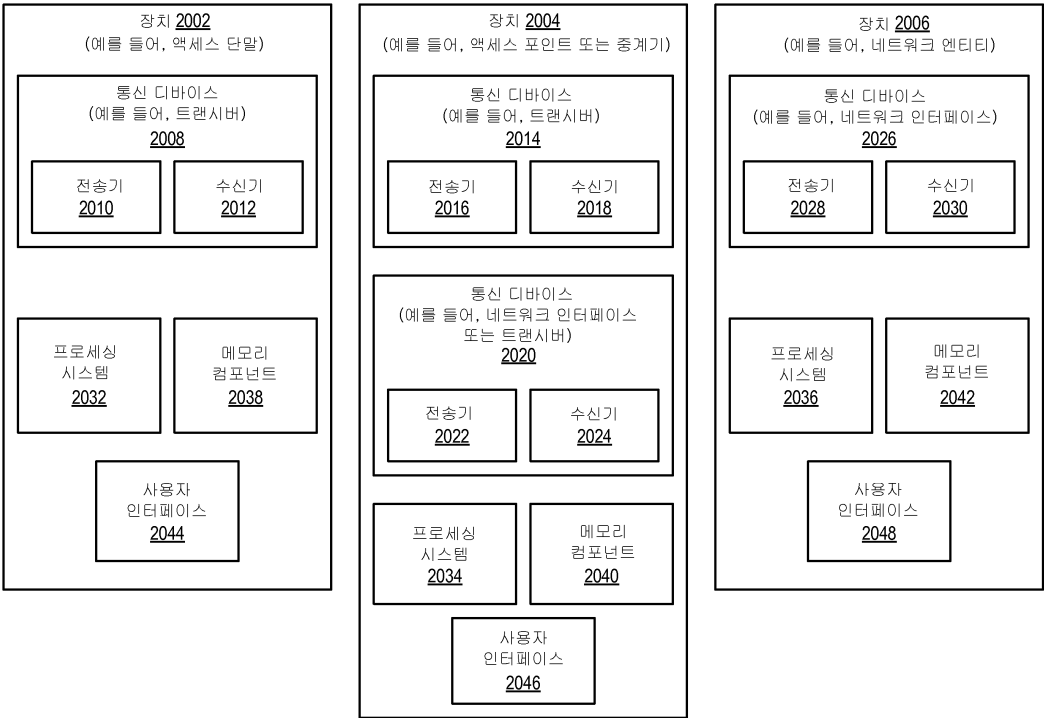 장치 2002
(예를 들어, 액세스 단말)
통신 디바이스
(예를 들어, 트랜시버)
2008
전송기
2010
수신기
2012
프로세싱
시스템
2032
메모리
컴포넌트
2038
사용자
인터페이스
2044
장치 2004
(예를 들어, 액세스 포인트 또는 중계기)
통신 디바이스
(예를 들어, 트랜시버)
2014
전송기
2016
수신기
2018
통신 디바이스
(예를 들어, 네트워크 인터페이스
또는 트랜시버)
2020
전송기
2022
수신기
2024
프로세싱
시스템
2034
메모리
컴포넌트
2040
사용자
인터페이스
2046
장치 2006
(예를 들어, 네트워크 엔티티)
통신 디바이스
(예를 들어, 네트워크 인터페이스)
2026
전송기
2028
수신기
2030
프로세싱
시스템
2036
메모리
컴포넌트
2042
사용자
인터페이스
2048